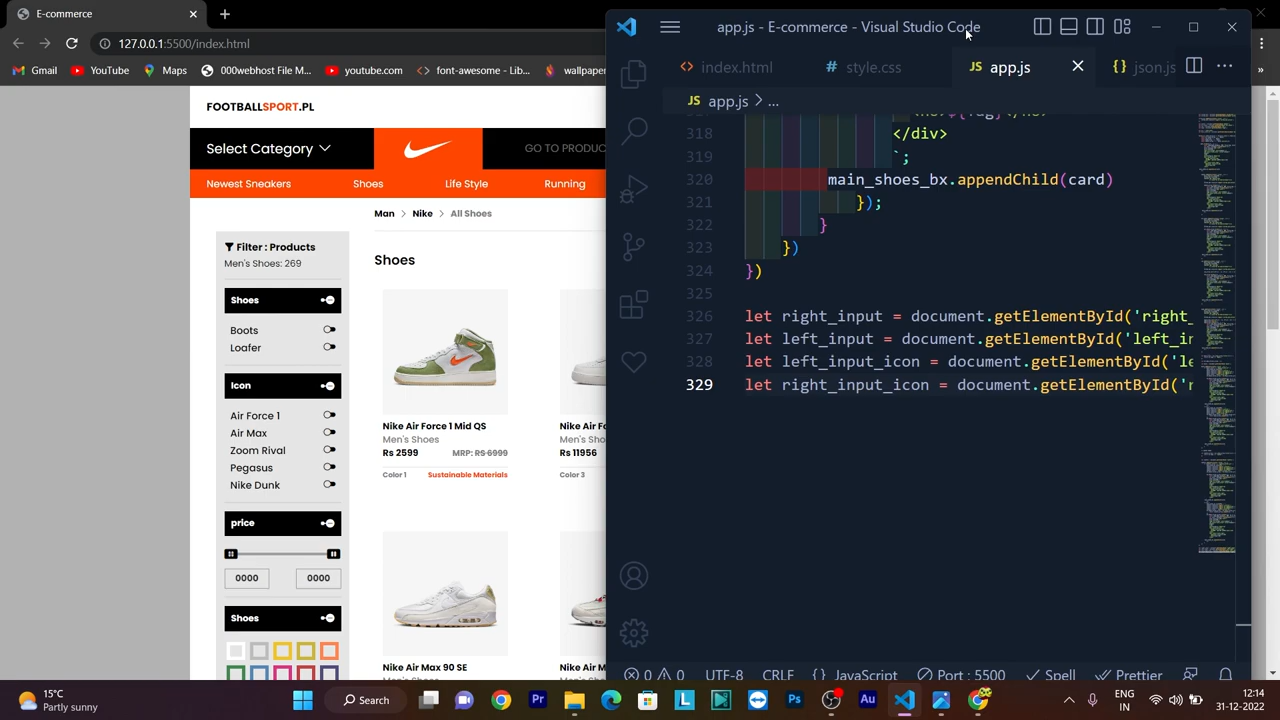 E-commerce
127.0.0.1:5500/index.html
Gmail
YouTube
Maps
000webhost File M...
youtube.com
font-awesome - Lib...
wallpaper
FOOTBALLSPORT.PL
Select Category
TO PRODUC
Newest Sneakers
Shoes
Life Style
Running
Man > Nike > All Shoes
Filter : Products
Men's Shoes: 269
Shoes
Boots
Loafer
Icon
Air Force 1
Air Max
Zoom Rival
Pegasus
Nike Dunk
price
0000
0000
Shoes
Shoes
Nike Air Force 1 Mid QS
Men's Shoes
Rs 2599
MRP: RS 6999
Color 1
Sustainable Materials
Nike Air
Men's Sho
Rs 11956
Color 3
Nike Air Max 90 SE
Nike Air
app.js - E-commerce - Visual Studio Code
index.html
style.css
app.js
json.js
app.js > ...
318 </div>
319 `;
320 main_shoes_bx.appendChild(card)
321 });
322 }
323 })
324 })
325
326 let right_input = document.getElementById('right_
327 let left_input = document.getElementById('left_in
328 let left_input_icon = document.getElementById('le
329 let right_input_icon = document.getElementById('r
0 0
UTF-8
CRLF
{} JavaScript
Port : 5500
Spell
Prettier
15°C
Partly sunny
Search
ENG
IN
12:14
31-12-2022